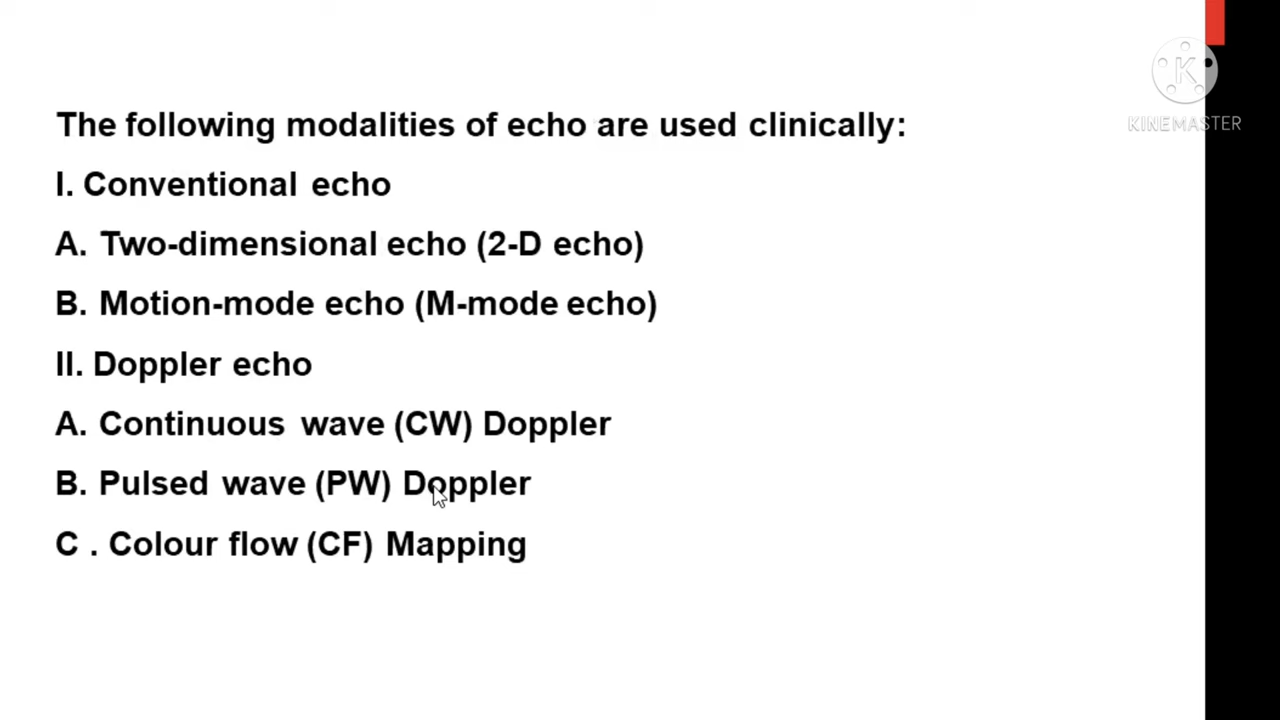 The following modalities of echo are used clinically:
I. Conventional echo
A. Two-dimensional echo (2-D echo)
B. Motion-mode echo (M-mode echo)
II. Doppler echo
A. Continuous wave (CW) Doppler
B. Pulsed wave (PW) Doppler
C . Colour flow (CF) Mapping
K
KINEMASTER